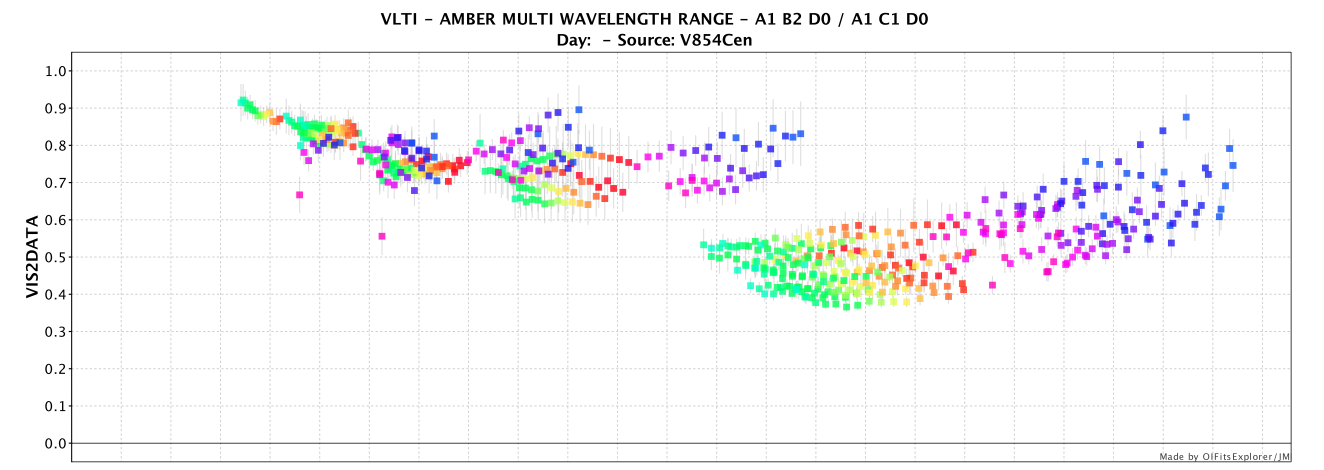 VLTI - AMBER MULTI WAVELENGTH RANGE - A1 B2 D0 / A1 C1 D0
Day: - Source: V854Cen
VIS2DATA
1.0
0.9
0.8
0.7
0.6
0.5
0.4
0.3
0.2
0.1
0.0
Made by OIFitsExplorer/JM